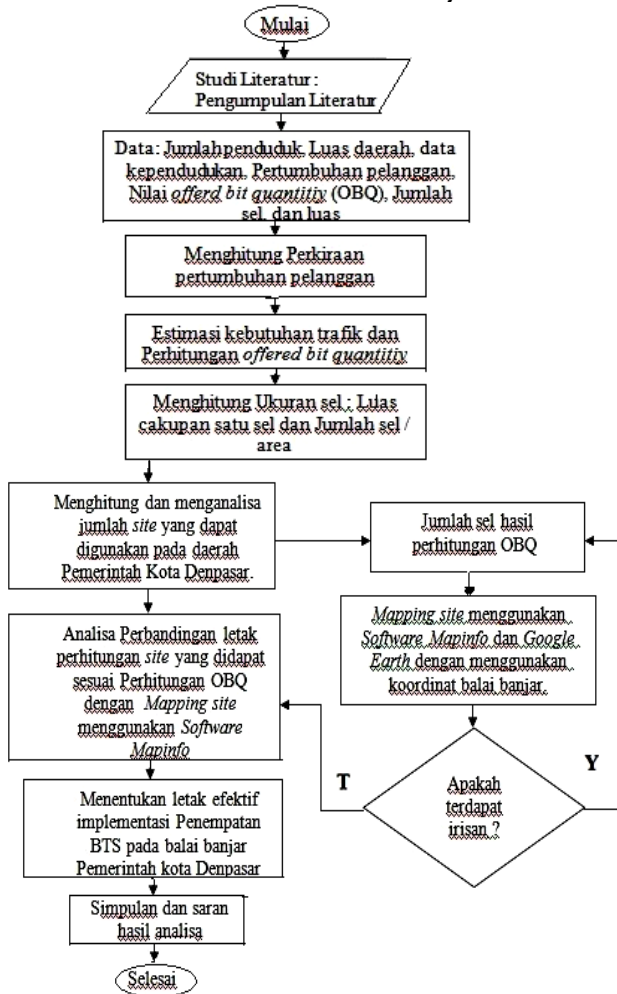 Mulai
Studi Literatur :
Pengumpulan Literatur
Data: Jumlahpenduduk, Luas daerah, data
kependudukan, Pertumbuhan pelanggan,
Nilai offerd bit quantitiy (OBQ), Jumlah
sel, dan luas
Menghitung Perkiraan
pertumbuhan pelanggan
Estimasi kebutuhan trafik dan
Perhitungan offered bit quantitiy
Menghitung Ukuran sel : Luas
cakupan satu sel dan Jumlah sel /
area
Menghitung dan menganalisa
jumlah site yang dapat
digunakan pada daerah
Pemerintah Kota Denpasar.
Jumlah sel hasil
perhitungan OBQ
Analisa Perbandingan letak
perhitungan site yang didapat
sesuai Perhitungan OBQ
dengan Mapping site
menggunakan Software
Mapinfo
Mapping site menggunakan
Software Mapinfo dan Google
Earth dengan menggunakan
koordinat balai banjar.
T
Apakah
terdapat
irisan ?
Y
Menentukan letak efektif
implementasi Penempatan
BTS pada balai banjar
Pemerintah kota Denpasar
Simpulan dan saran
hasil analisa
Selesai